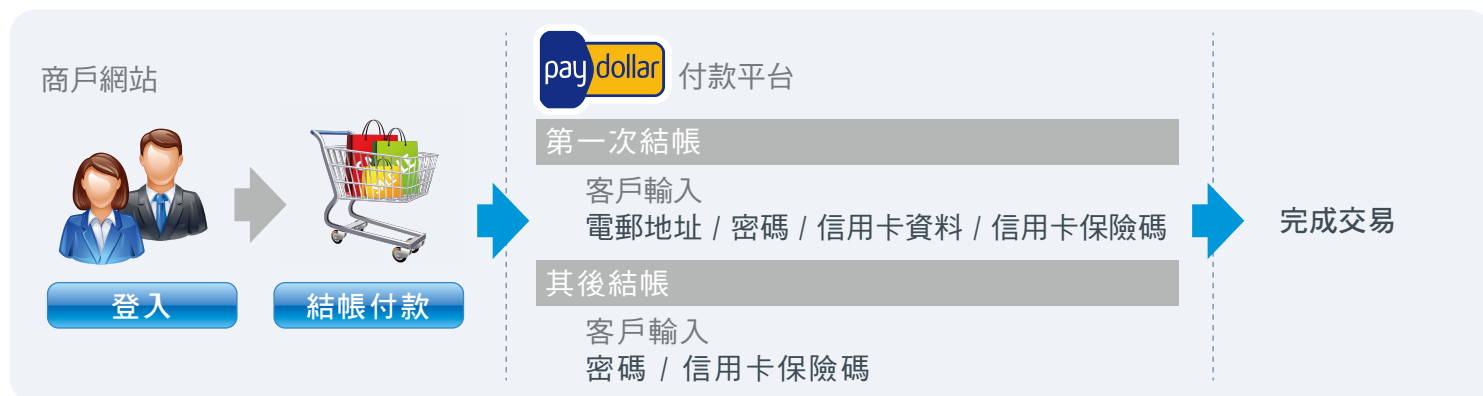 商戶網站
登入
結帳付款
pay dollar 付款平台
第一次結帳
客戶輸入
電郵地址 / 密碼 / 信用卡資料 / 信用卡保險碼
其後結帳
客戶輸入
密碼 / 信用卡保險碼
完成交易